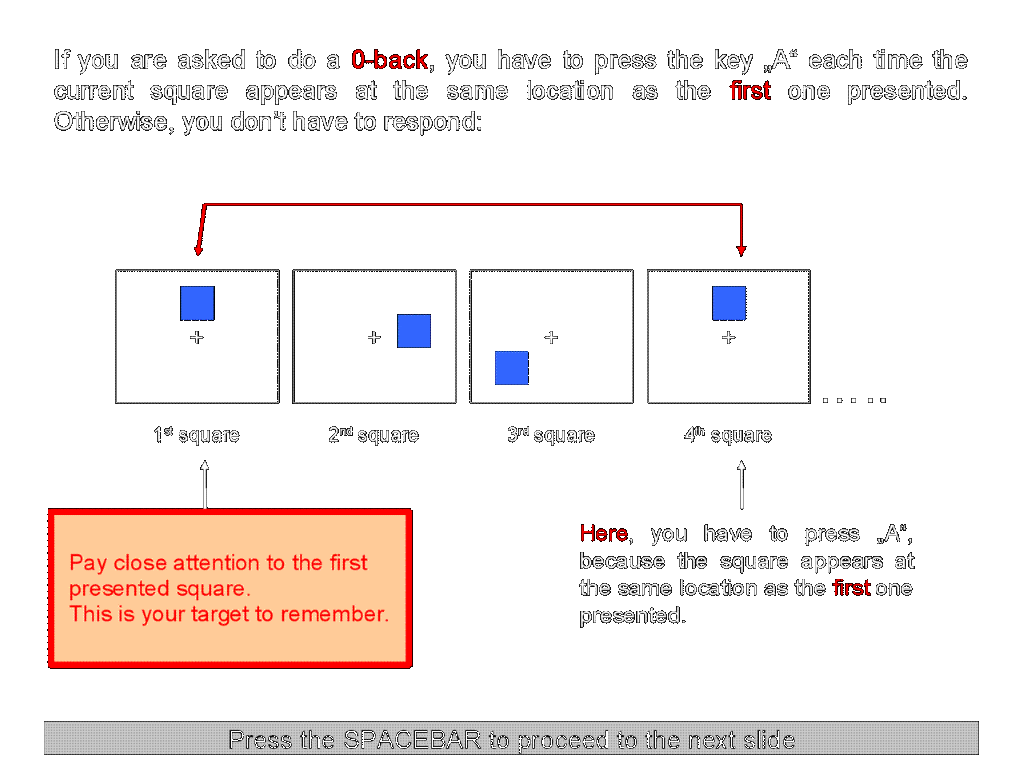 If you are asked to do a 0-back, you have to press the key „A“ each time the
current square appears at the same location as the first one presented.
Otherwise, you don't have to respond:
+ + + +
.....
1st square 2nd square 3rd square 4th square
Pay close attention to the first
presented square.
This is your target to remember.
Here, you have to press „A“,
because the square appears at
the same location as the first one
presented.
Press the SPACEBAR to proceed to the next slide